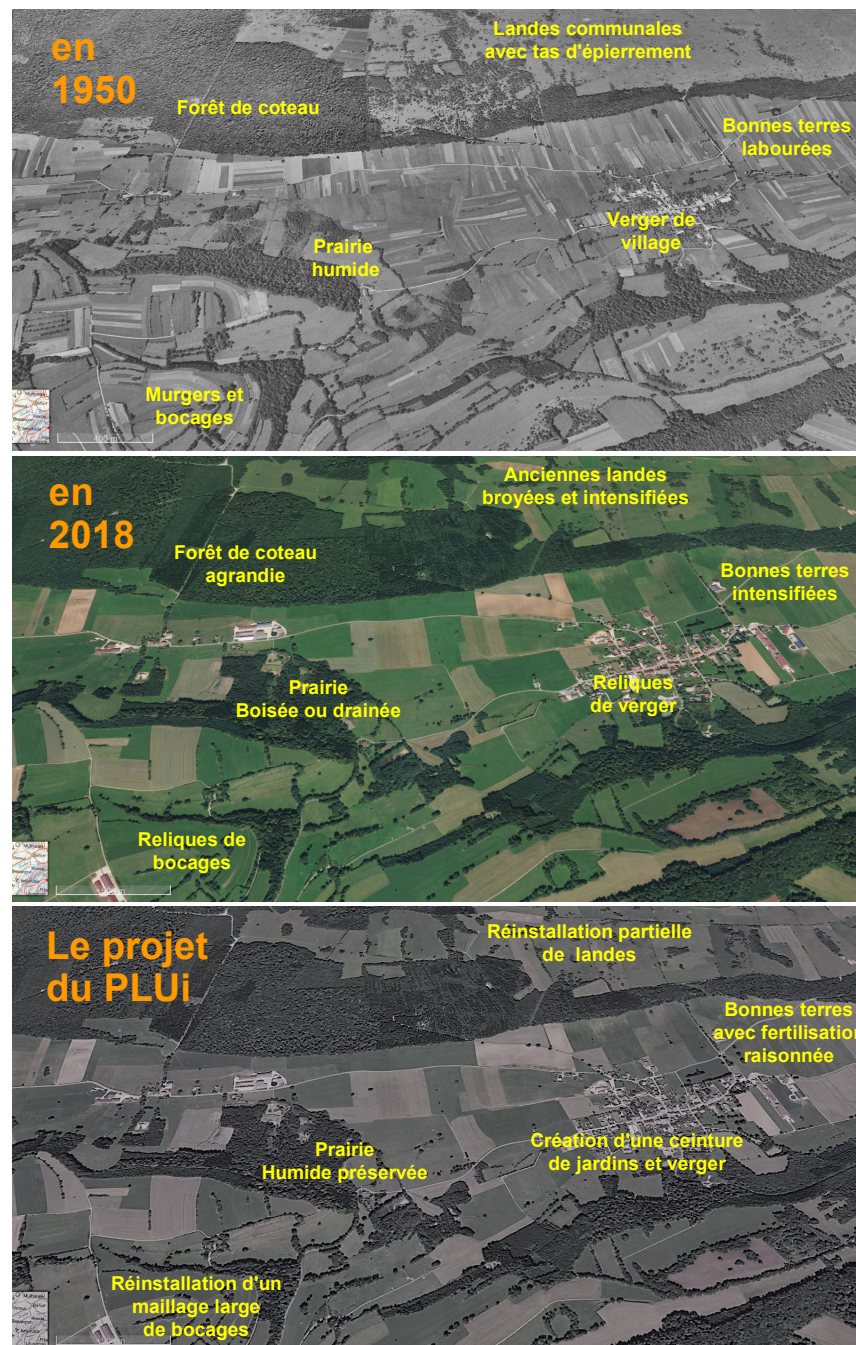 en
1950
Landes communales
avec tas d'épierrement
Forêt de coteau
Bonnes terres
labourées
Verger de
village
Prairie
humide
Murgers et
bocages
400 m
en
2018
Anciennes landes
broyées et intensifiées
Forêt de coteau
agrandie
Bonnes terres
intensifiées
Prairie
Boisée ou drainée
Reliques
de verger
Reliques de
bocages
Le projet
du PLUi
Réinstallation partielle
de landes
Bonnes terres
avec fertilisation
raisonnée
Prairie
Humide préservée
Création d'une ceinture
de jardins et verger
Réinstallation d'un
maillage large
de bocages